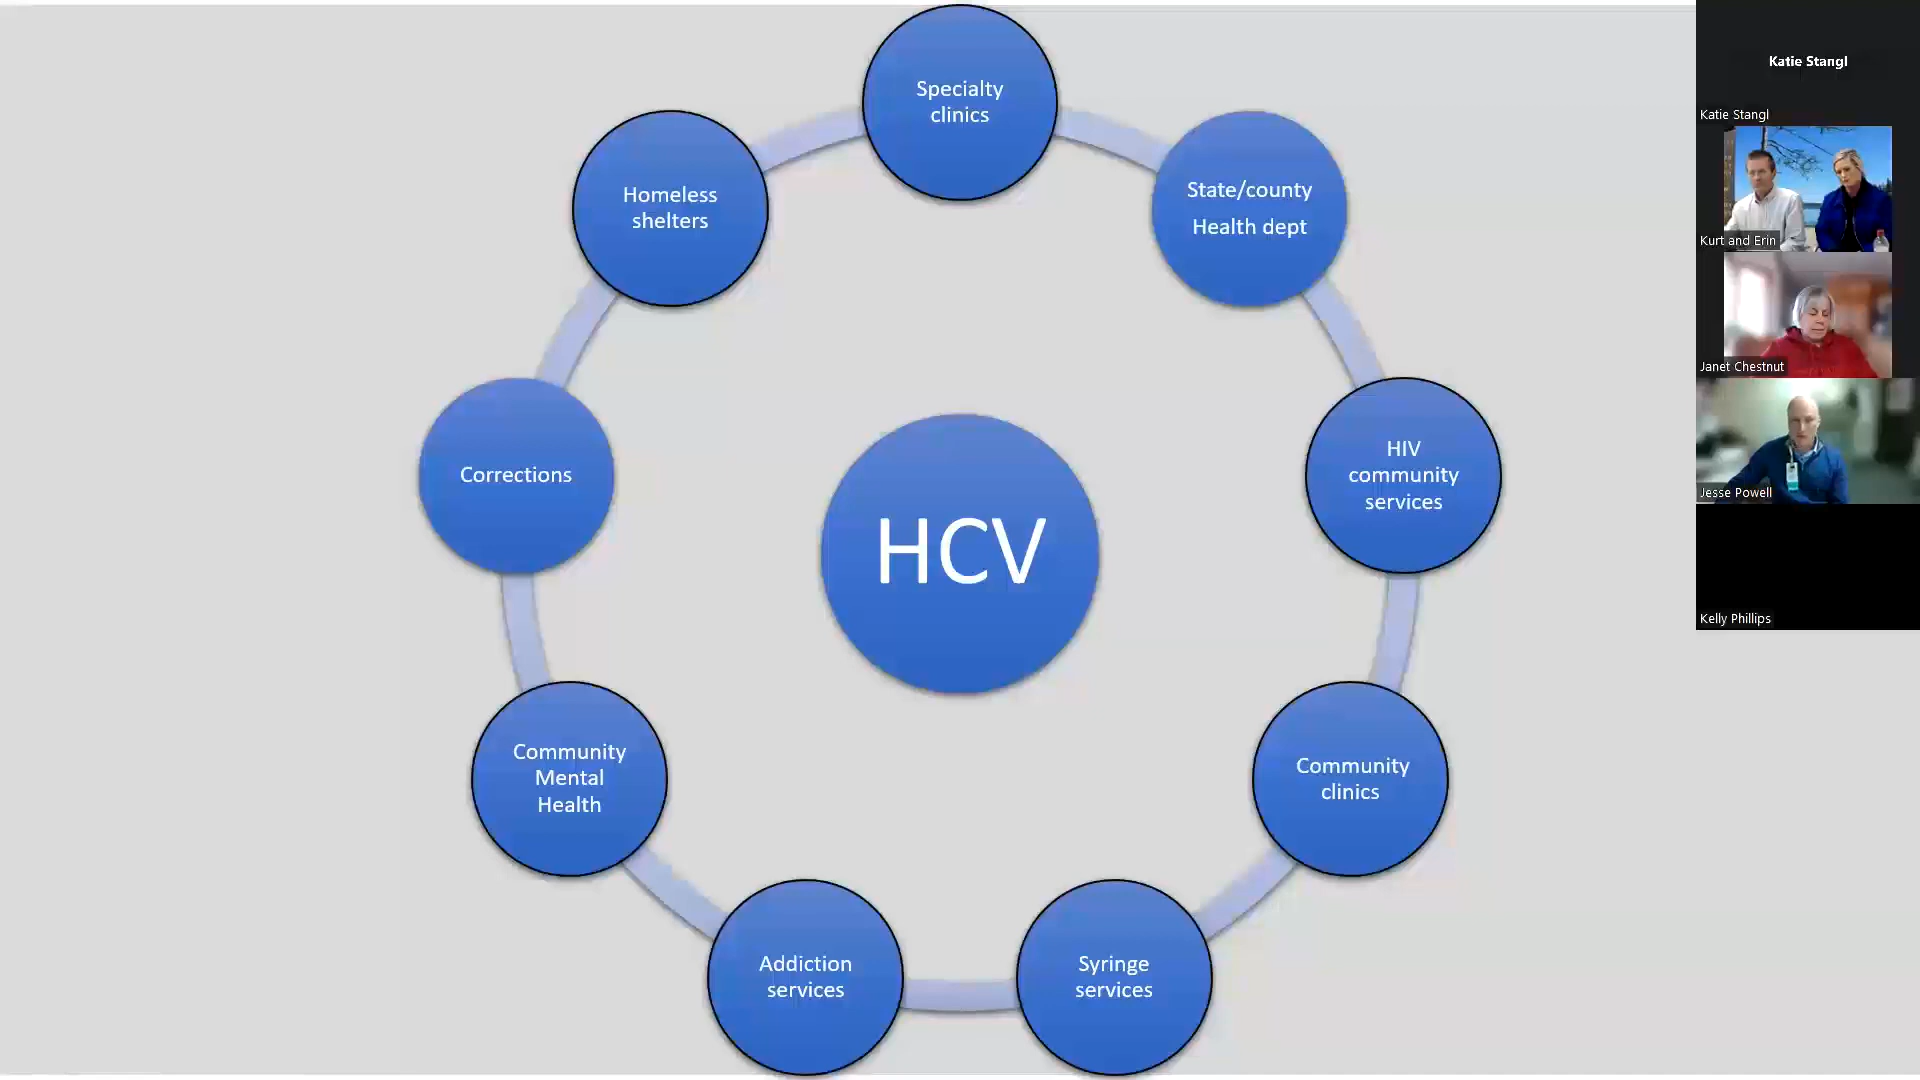 Specialty
clinics
State/county
Health dept
HIV
community
services
Community
clinics
Syringe
services
Addiction
services
Community
Mental
Health
Corrections
Homeless
shelters
HCV
Katie Stangl
Katie Stangl
Kurt and Erin
Janet Chestnut
Jesse Powell
Kelly Phillips